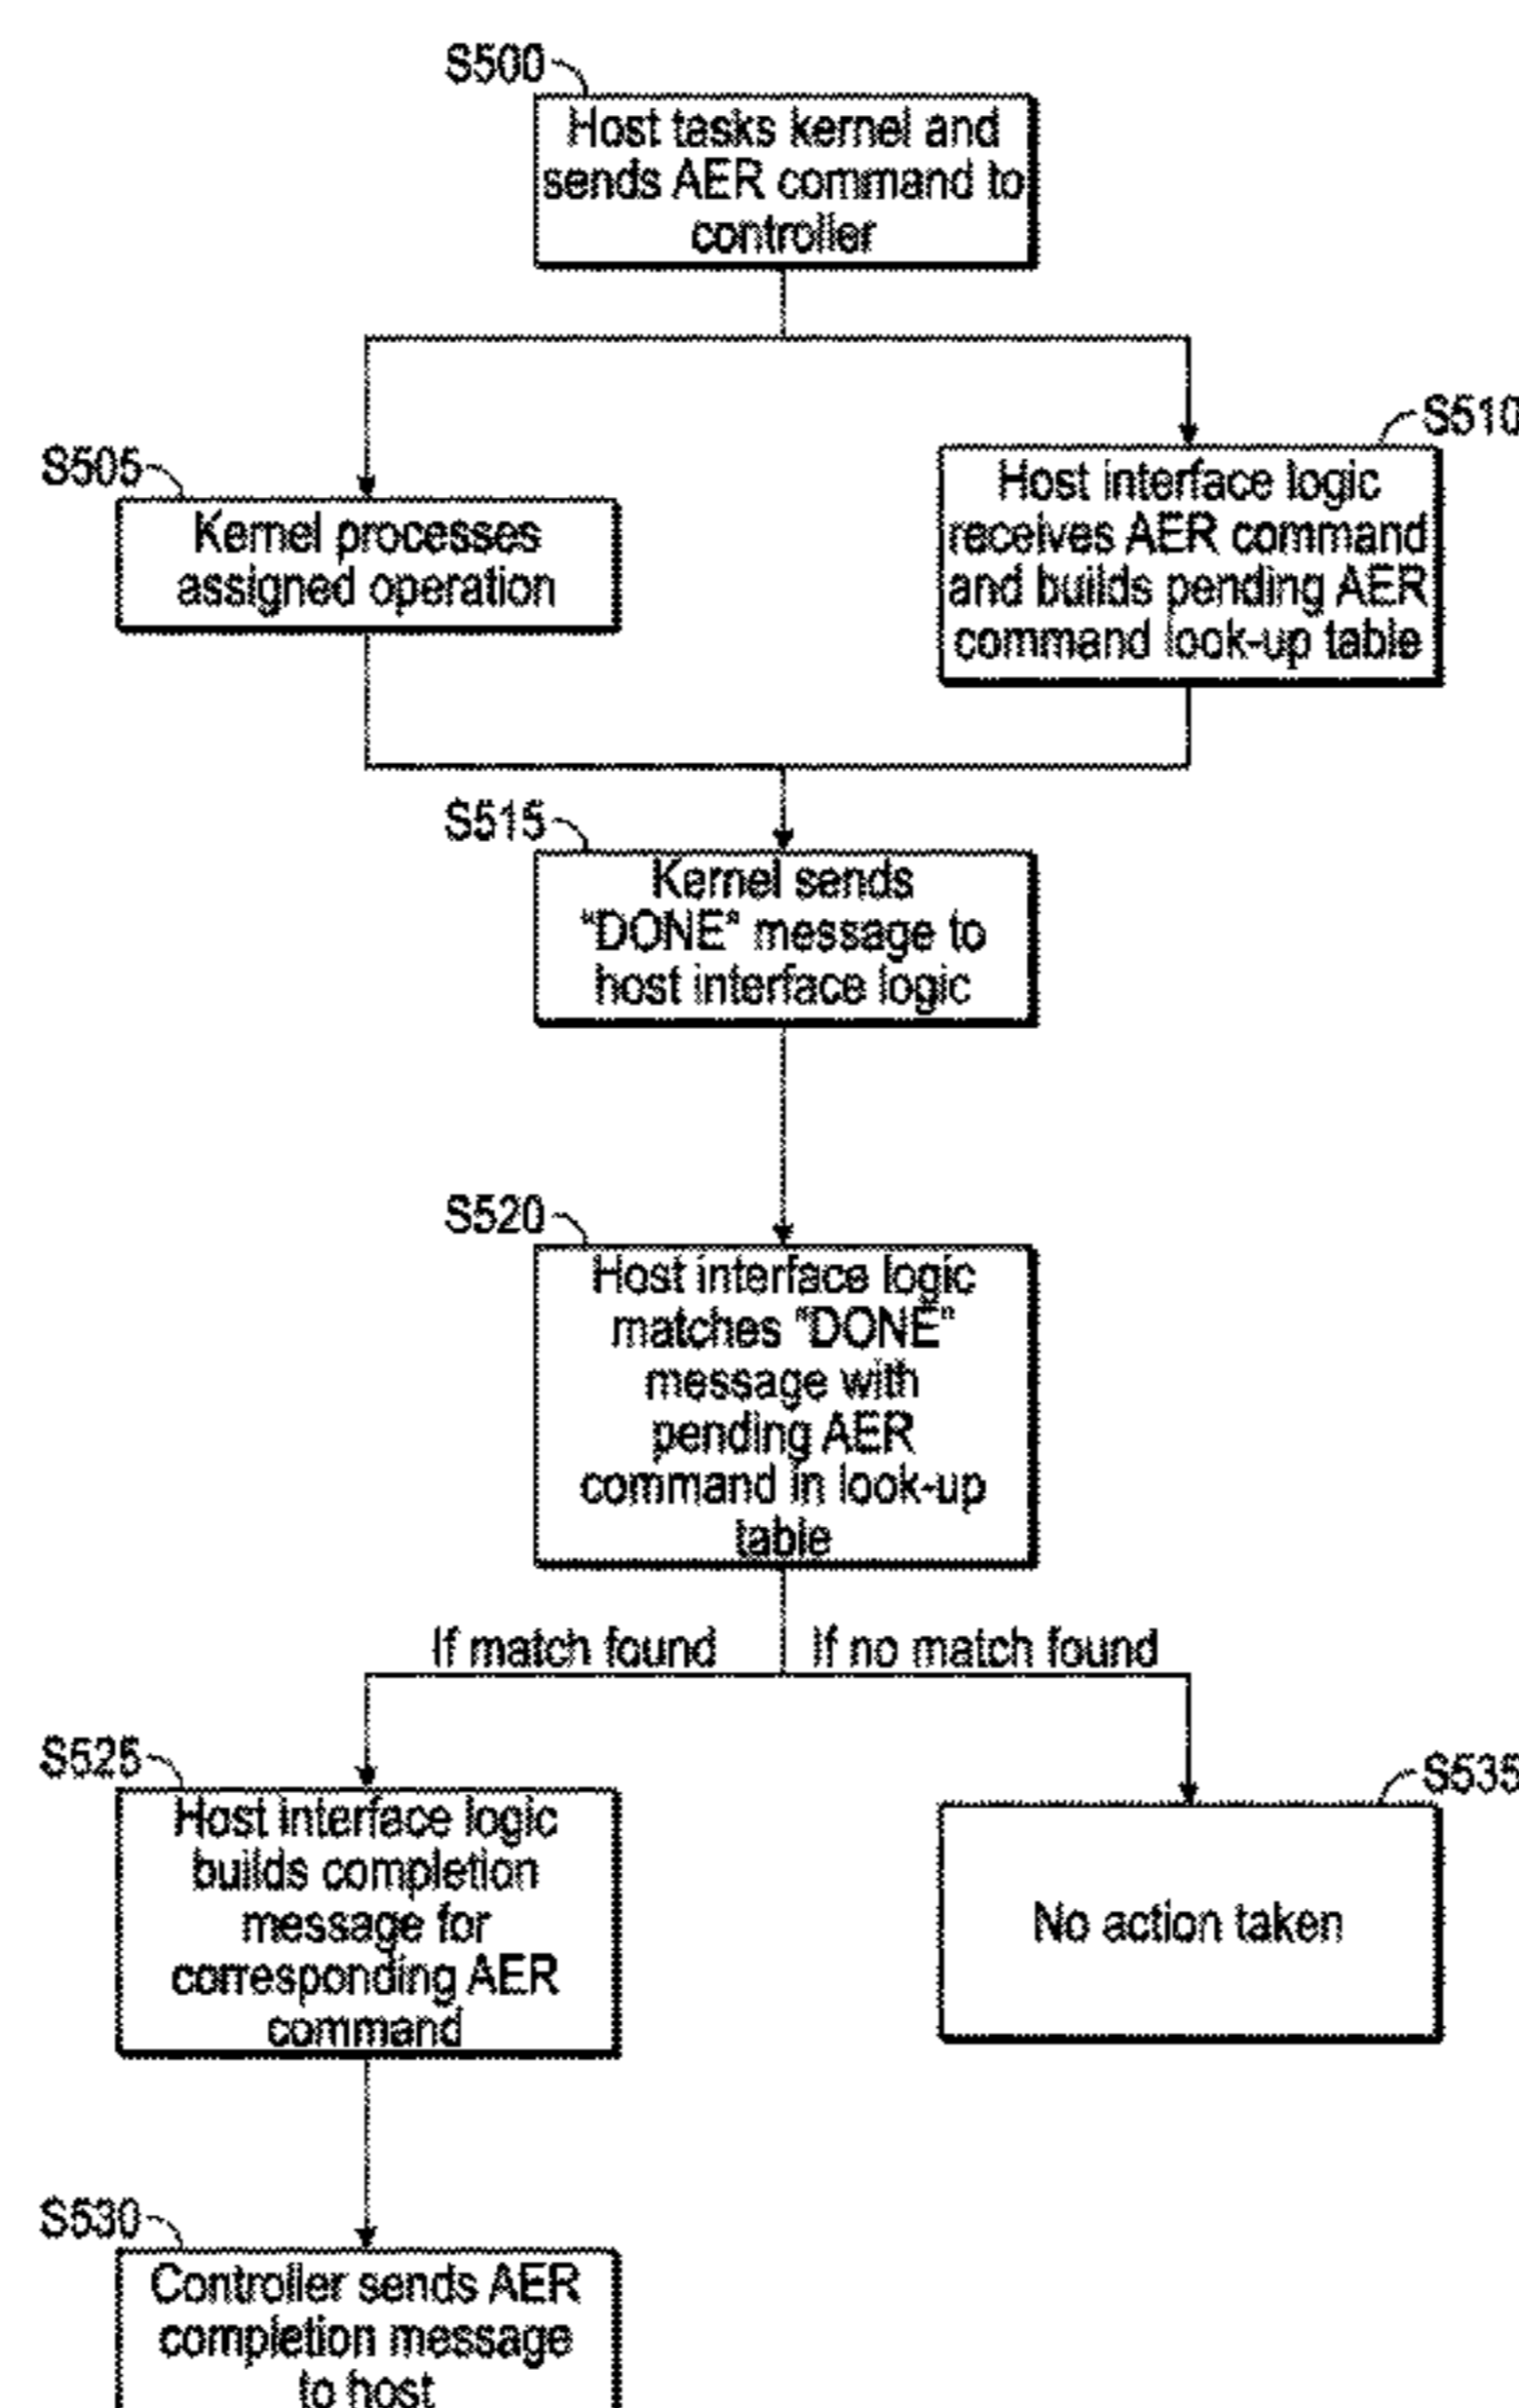 S500
Host tasks kernel and
sends AER command to
controller
S510
S505
Host interface logic
receives AER command
and builds pending AER
command look-up table
Kernel processes
assigned operation
S515
Kernel sends
"DONE" message to
host interface logic
S520
Host interface logic
matches "DONE"
message with
pending AER
command in look-up
table
If match found
If no match found
S525
Host interface logic
builds completion
message for
corresponding AER
command
S535
No action taken
S530
Controller sends AER
completion message
to host